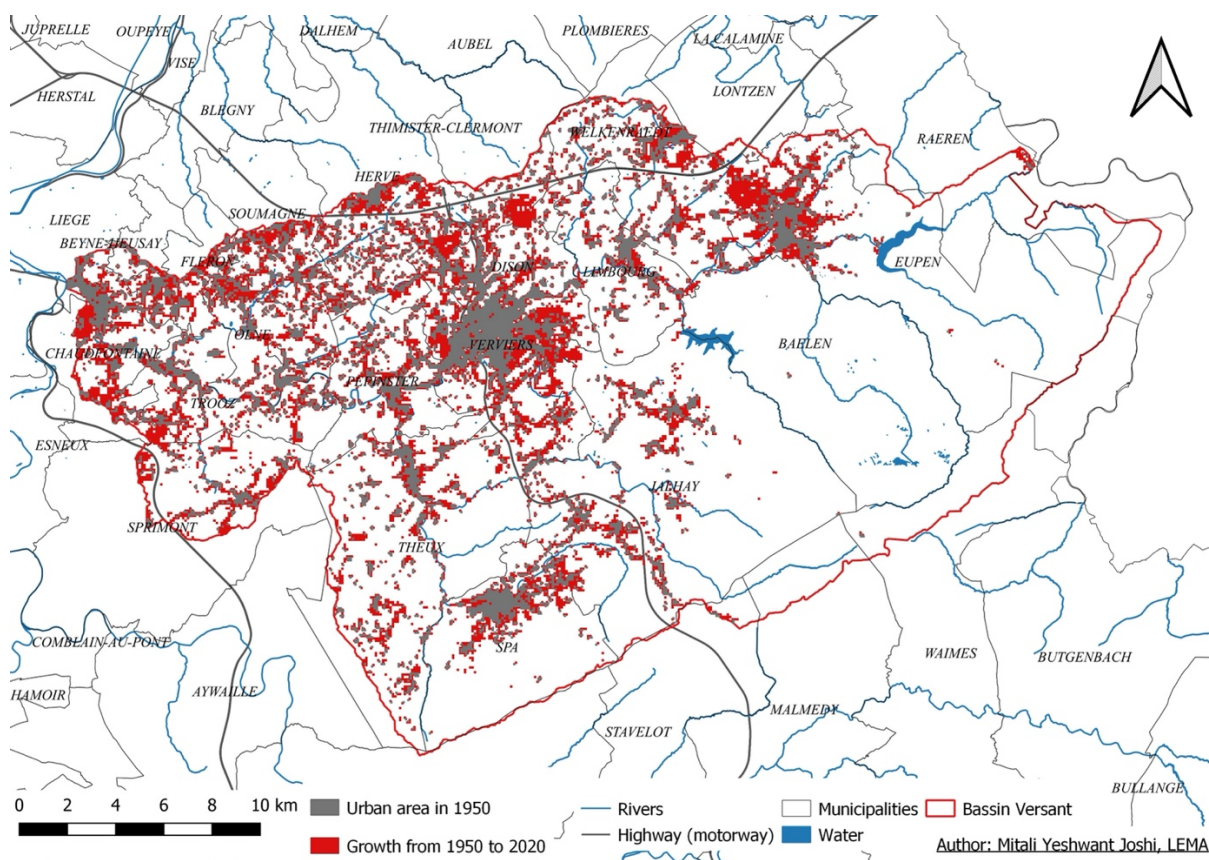 JUPRELLE
OUPEYE
DALHEM
AUBEL
PLOMBIERES
LA CALAMINE
VISE
HERSTAL
BLEGNY
LONTZEN
THIMISTER-CLERMONT
WELKENRAEDT
RAEREN
HERVE
LIEGE
SOUMAGNE
BEYNE-HEUSAY
FLERON
DISON
LIMBOURG
EUPEN
OLNE
VERVIERS
BAELEN
CHAUDFONTAINE
PEPINSTER
TROOZ
ESNEUX
JALHAY
SPRIMONT
THEUX
COMBLAIN-AU-PONT
SPA
WAIMES
BUTGENBACH
HAMOIR
AYWAILLE
MALMEDY
STAVELOT
BULLANGE
0 2 4 6 8 10 km
Urban area in 1950
Growth from 1950 to 2020
Rivers
Highway (motorway)
Municipalities
Water
Bassin Versant
Author: Mitali Yeshwant Joshi, LEMA